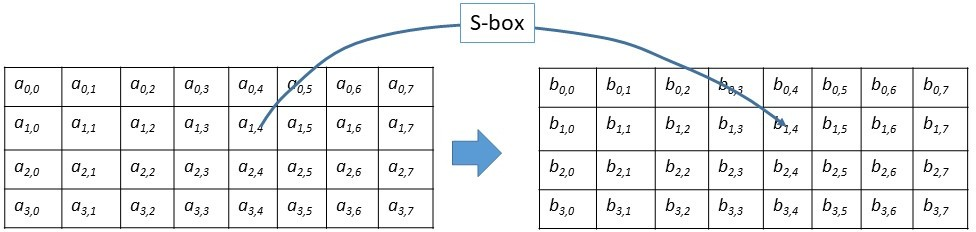 S-box
a0,0 a0,1 a0,2 a0,3 a0,4 a0,5 a0,6 a0,7
a1,0 a1,1 a1,2 a1,3 a1,4 a1,5 a1,6 a1,7
a2,0 a2,1 a2,2 a2,3 a2,4 a2,5 a2,6 a2,7
a3,0 a3,1 a3,2 a3,3 a3,4 a3,5 a3,6 a3,7
b0,0 b0,1 b0,2 b0,3 b0,4 b0,5 b0,6 b0,7
b1,0 b1,1 b1,2 b1,3 b1,4 b1,5 b1,6 b1,7
b2,0 b2,1 b2,2 b2,3 b2,4 b2,5 b2,6 b2,7
b3,0 b3,1 b3,2 b3,3 b3,4 b3,5 b3,6 b3,7